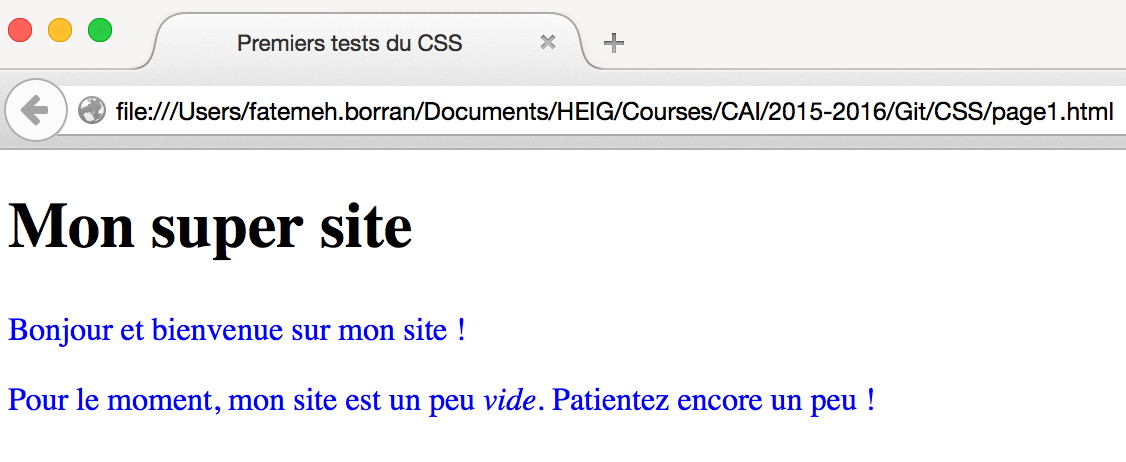 Premiers tests du CSS
file:///Users/fatemeh.borran/Documents/HEIG/Courses/CAI/2015-2016/Git/CSS/page1.html
Mon super site
Bonjour et bienvenue sur mon site !
Pour le moment, mon site est un peu vide. Patientez encore un peu !